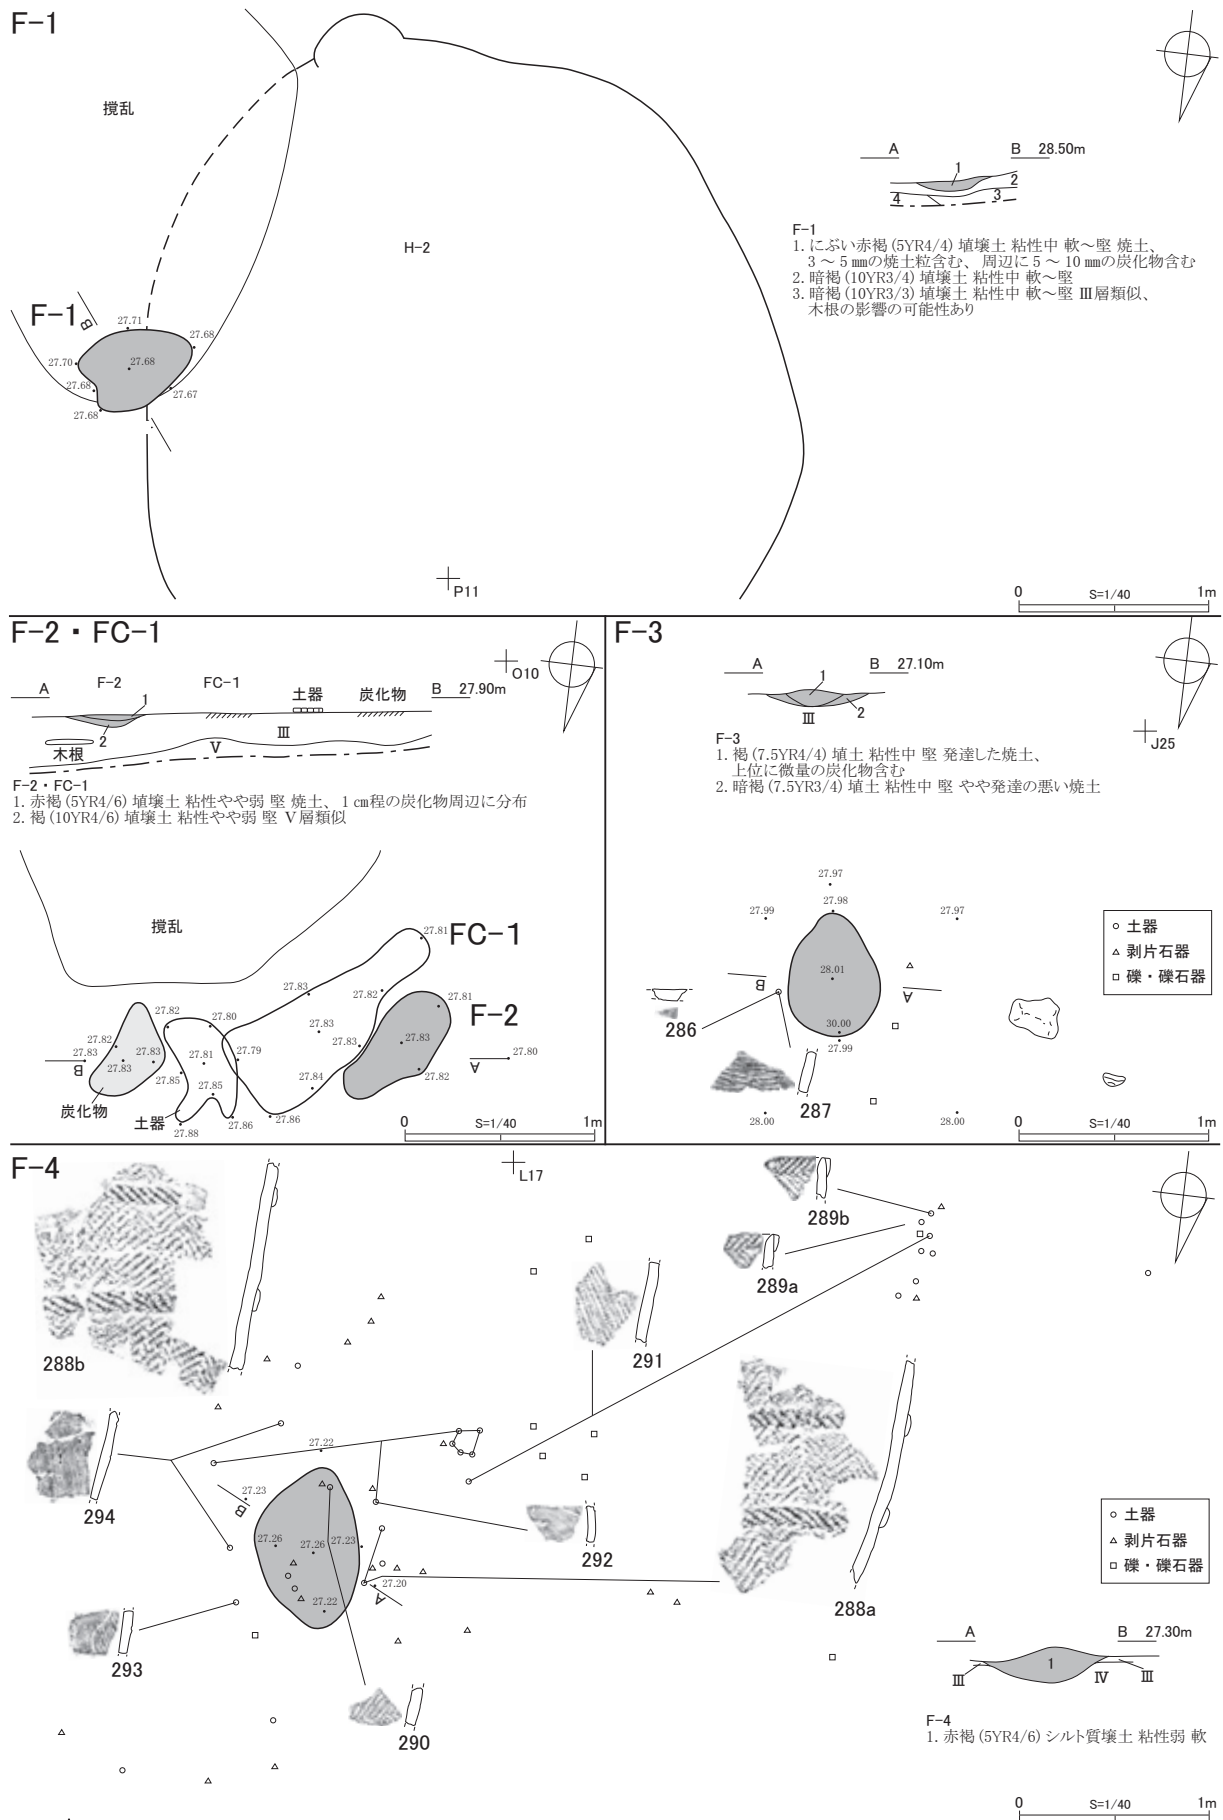 F-1
撹乱
H-2
F-1
B
27.71
27.68
27.70
27.68
27.68
27.67
27.68
P11
A
B 28.50m
1
2
3
4
F-1
1. にぶい赤褐(5YR4/4) 埴壌土 粘性中 軟～堅 焼土、
3 ～ 5 ㎜の焼土粒含む、 周辺に 5 ～ 10 ㎜の炭化物含む
2. 暗褐(10YR3/4) 埴壌土 粘性中 軟～堅
3. 暗褐(10YR3/3) 埴壌土 粘性中 軟～堅 Ⅲ層類似、
木根の影響の可能性あり
0 S=1/40 1m
F-2・FC-1
O10
A F-2 FC-1 土器 炭化物 B 27.90m
1
2
木根
Ⅲ
Ⅴ
F-2・FC-1
1. 赤褐(5YR4/6) 埴壌土 粘性やや弱 堅 焼土、 1 ㎝程の炭化物周辺に分布
2. 褐(10YR4/6) 埴壌土 粘性やや弱 堅 Ⅴ層類似
撹乱
27.81
FC-1
27.83
27.82
27.81
F-2
27.82
27.80
27.83
27.83
27.83
27.82
27.83
27.83
27.83
27.81
27.79
27.80
B
A
27.85
27.85
27.84
27.82
炭化物
土器
27.88
27.86
27.86
0 S=1/40 1m
F-3
A
B 27.10m
1
2
Ⅲ
J25
F-3
1. 褐(7.5YR4/4) 埴土 粘性中 堅 発達した焼土、
上位に微量の炭化物含む
2. 暗褐(7.5YR3/4) 埴土 粘性中 堅 やや発達の悪い焼土
27.97
27.98
27.99
27.97
28.01
B
A
286
30.00
27.99
287
28.00
28.00
土器
剥片石器
礫・礫石器
0 S=1/40 1m
F-4
L17
288b
289b
289a
291
294
27.22
27.23
B
27.26
27.26
27.23
292
27.20
A
27.22
288a
293
290
土器
剥片石器
礫・礫石器
A
B 27.30m
1
Ⅲ
Ⅳ
Ⅲ
F-4
1. 赤褐(5YR4/6) シルト質壌土 粘性弱 軟
0 S=1/40 1m